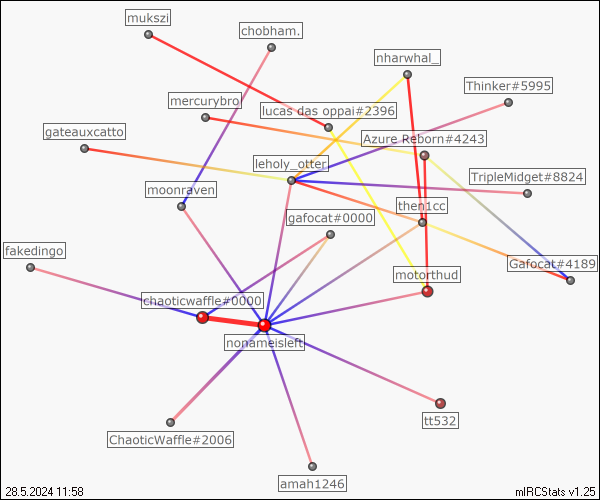 mukszi
chobham.
nharwhal_
Thinker#5995
mercurybro
lucas das oppai#2396
gateauxcatto
Azure Reborn#4243
leholy_otter
TripleMidget#8824
moonraven
then1cc
gafocat#0000
fakedingo
Gafocat#4189
motorthud
chaoticwaffle#0000
nonameisleft
tt532
ChaoticWaffle#2006
amah1246
28.5.2024 11:58
mIRCStats v1.25